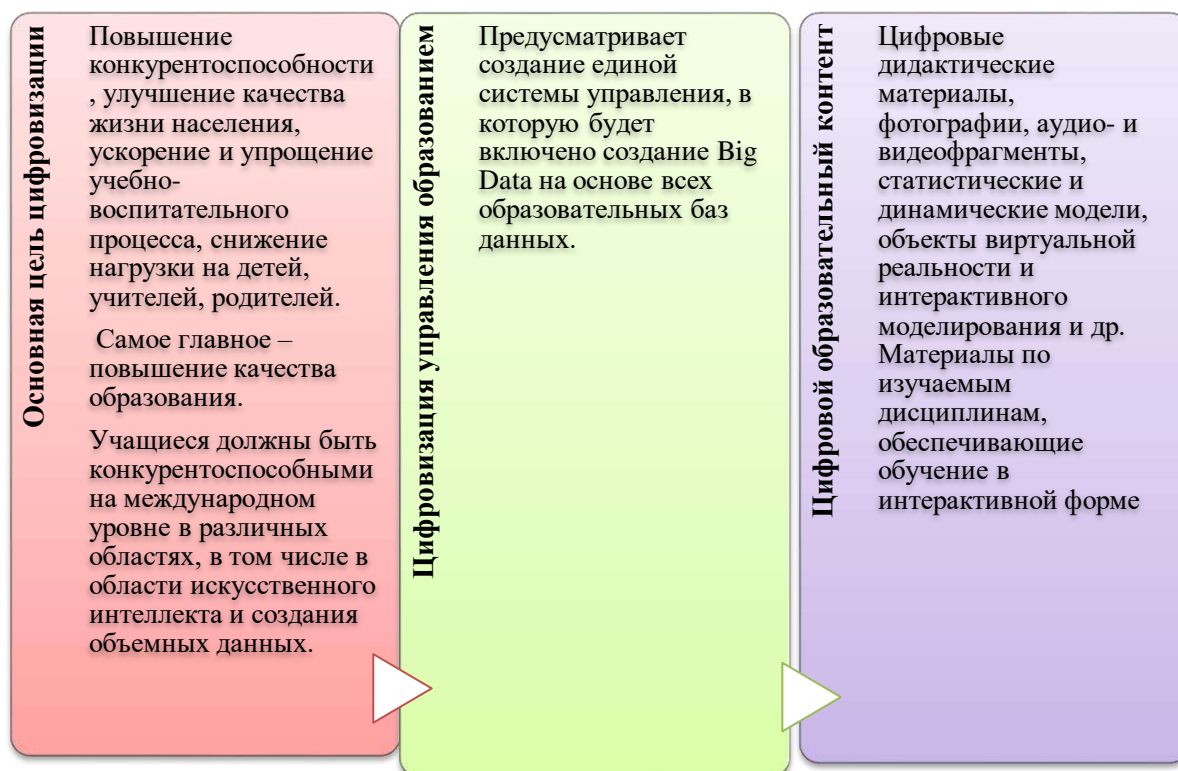 Основная цель цифровизации
Повышение
конкурентоспособности
, улучшение качества
жизни населения,
ускорение и упрощение
учебно-
воспитательного
процесса, снижение
нагрузки на детей,
учителей, родителей.
Самое главное –
повышение качества
образования.
Учащиеся должны быть
конкурентоспособными
на международном
уровне в различных
областях, в том числе в
области искусственного
интеллекта и создания
объемных данных.
Цифровизация управления образованием
Предусматривает
создание единой
системы управления, в
которую будет
включено создание Big
Data на основе всех
образовательных баз
данных.
Цифровой образовательный контент
Цифровые
дидактические
материалы,
фотографии, аудио- и
видеофрагменты,
статистические и
динамические модели,
объекты виртуальной
реальности и
интерактивного
моделирования и др.
Материалы по
изучаемым
дисциплинам,
обеспечивающие
обучение в
интерактивной форме